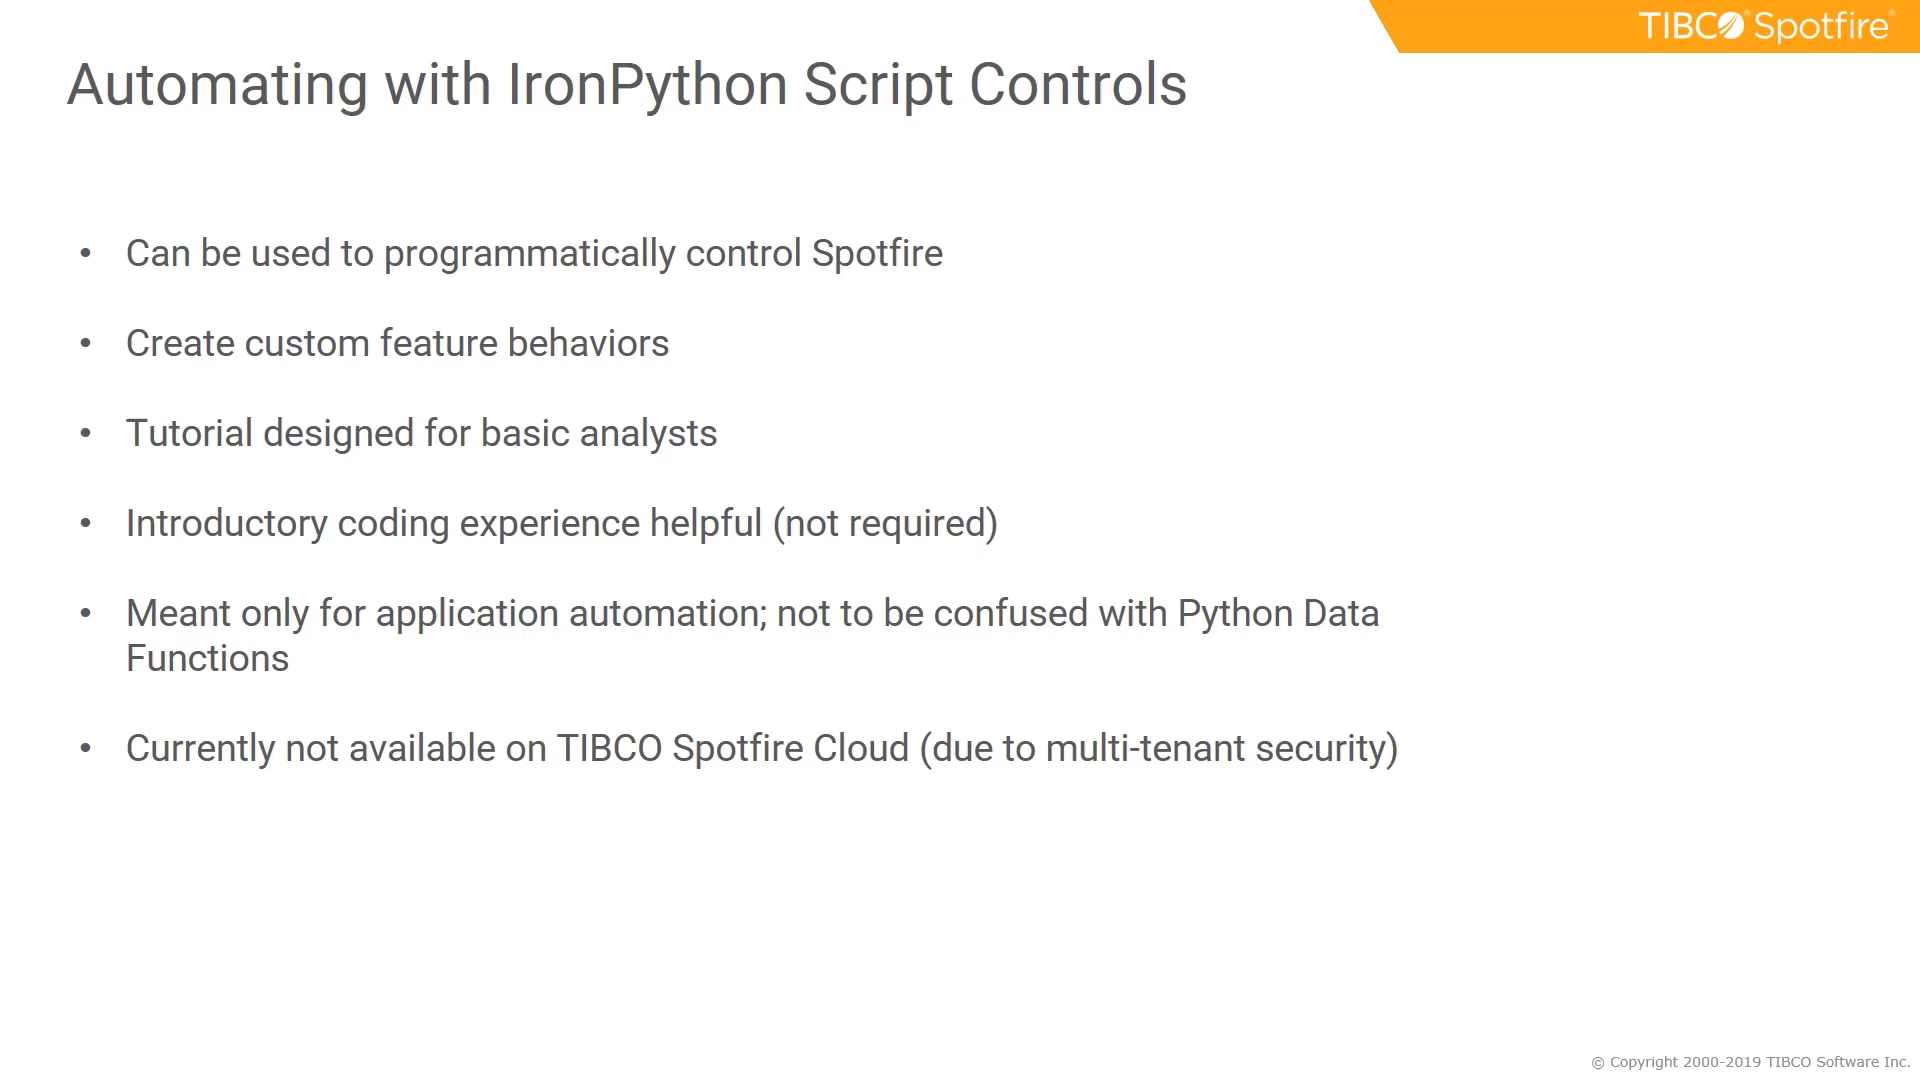 TIBCO® Spotfire®
Automating with IronPython Script Controls
• Can be used to programmatically control Spotfire
• Create custom feature behaviors
• Tutorial designed for basic analysts
• Introductory coding experience helpful (not required)
• Meant only for application automation; not to be confused with Python Data
Functions
• Currently not available on TIBCO Spotfire Cloud (due to multi-tenant security)
© Copyright 2000-2019 TIBCO Software Inc.